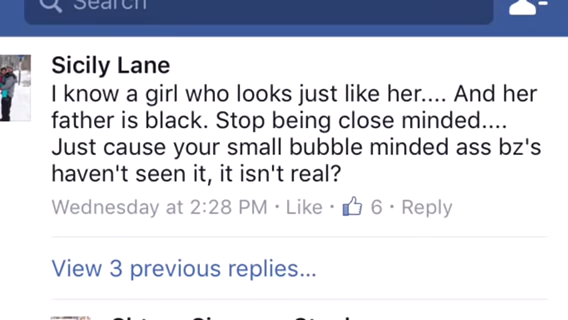 Search
Sicily Lane
I know a girl who looks just like her.... And her
father is black. Stop being close minded....
Just cause your small bubble minded ass bz's
haven't seen it, it isn't real?
Wednesday at 2:28 PM · Like · 6 · Reply
View 3 previous replies...